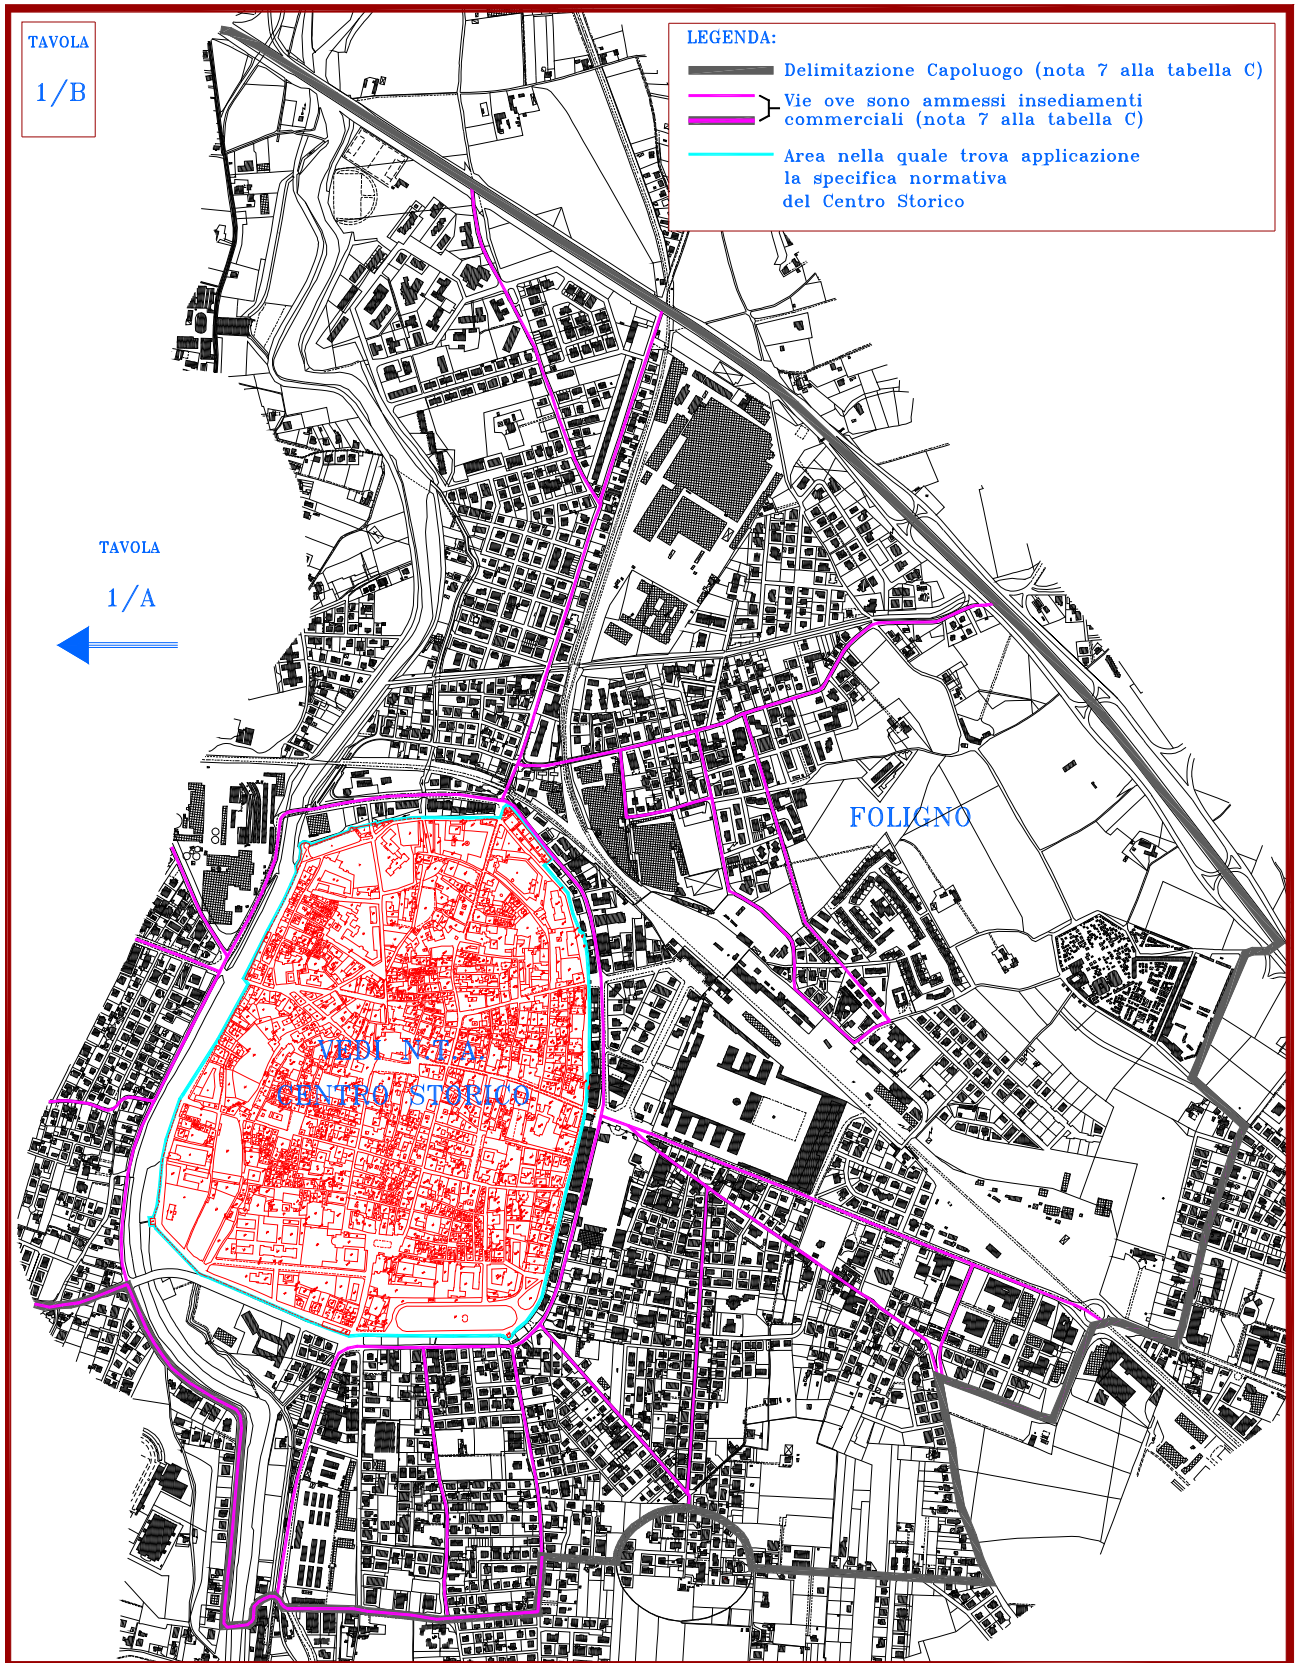 TAVOLA
1/B
LEGENDA:
Delimitazione Capoluogo (nota 7 alla tabella C)
Vie ove sono ammessi insediamenti
commerciali (nota 7 alla tabella C)
Area nella quale trova applicazione
la specifica normativa
del Centro Storico
TAVOLA
1/A
FOLIGNO
VEDI N.T.A.
CENTRO STORICO